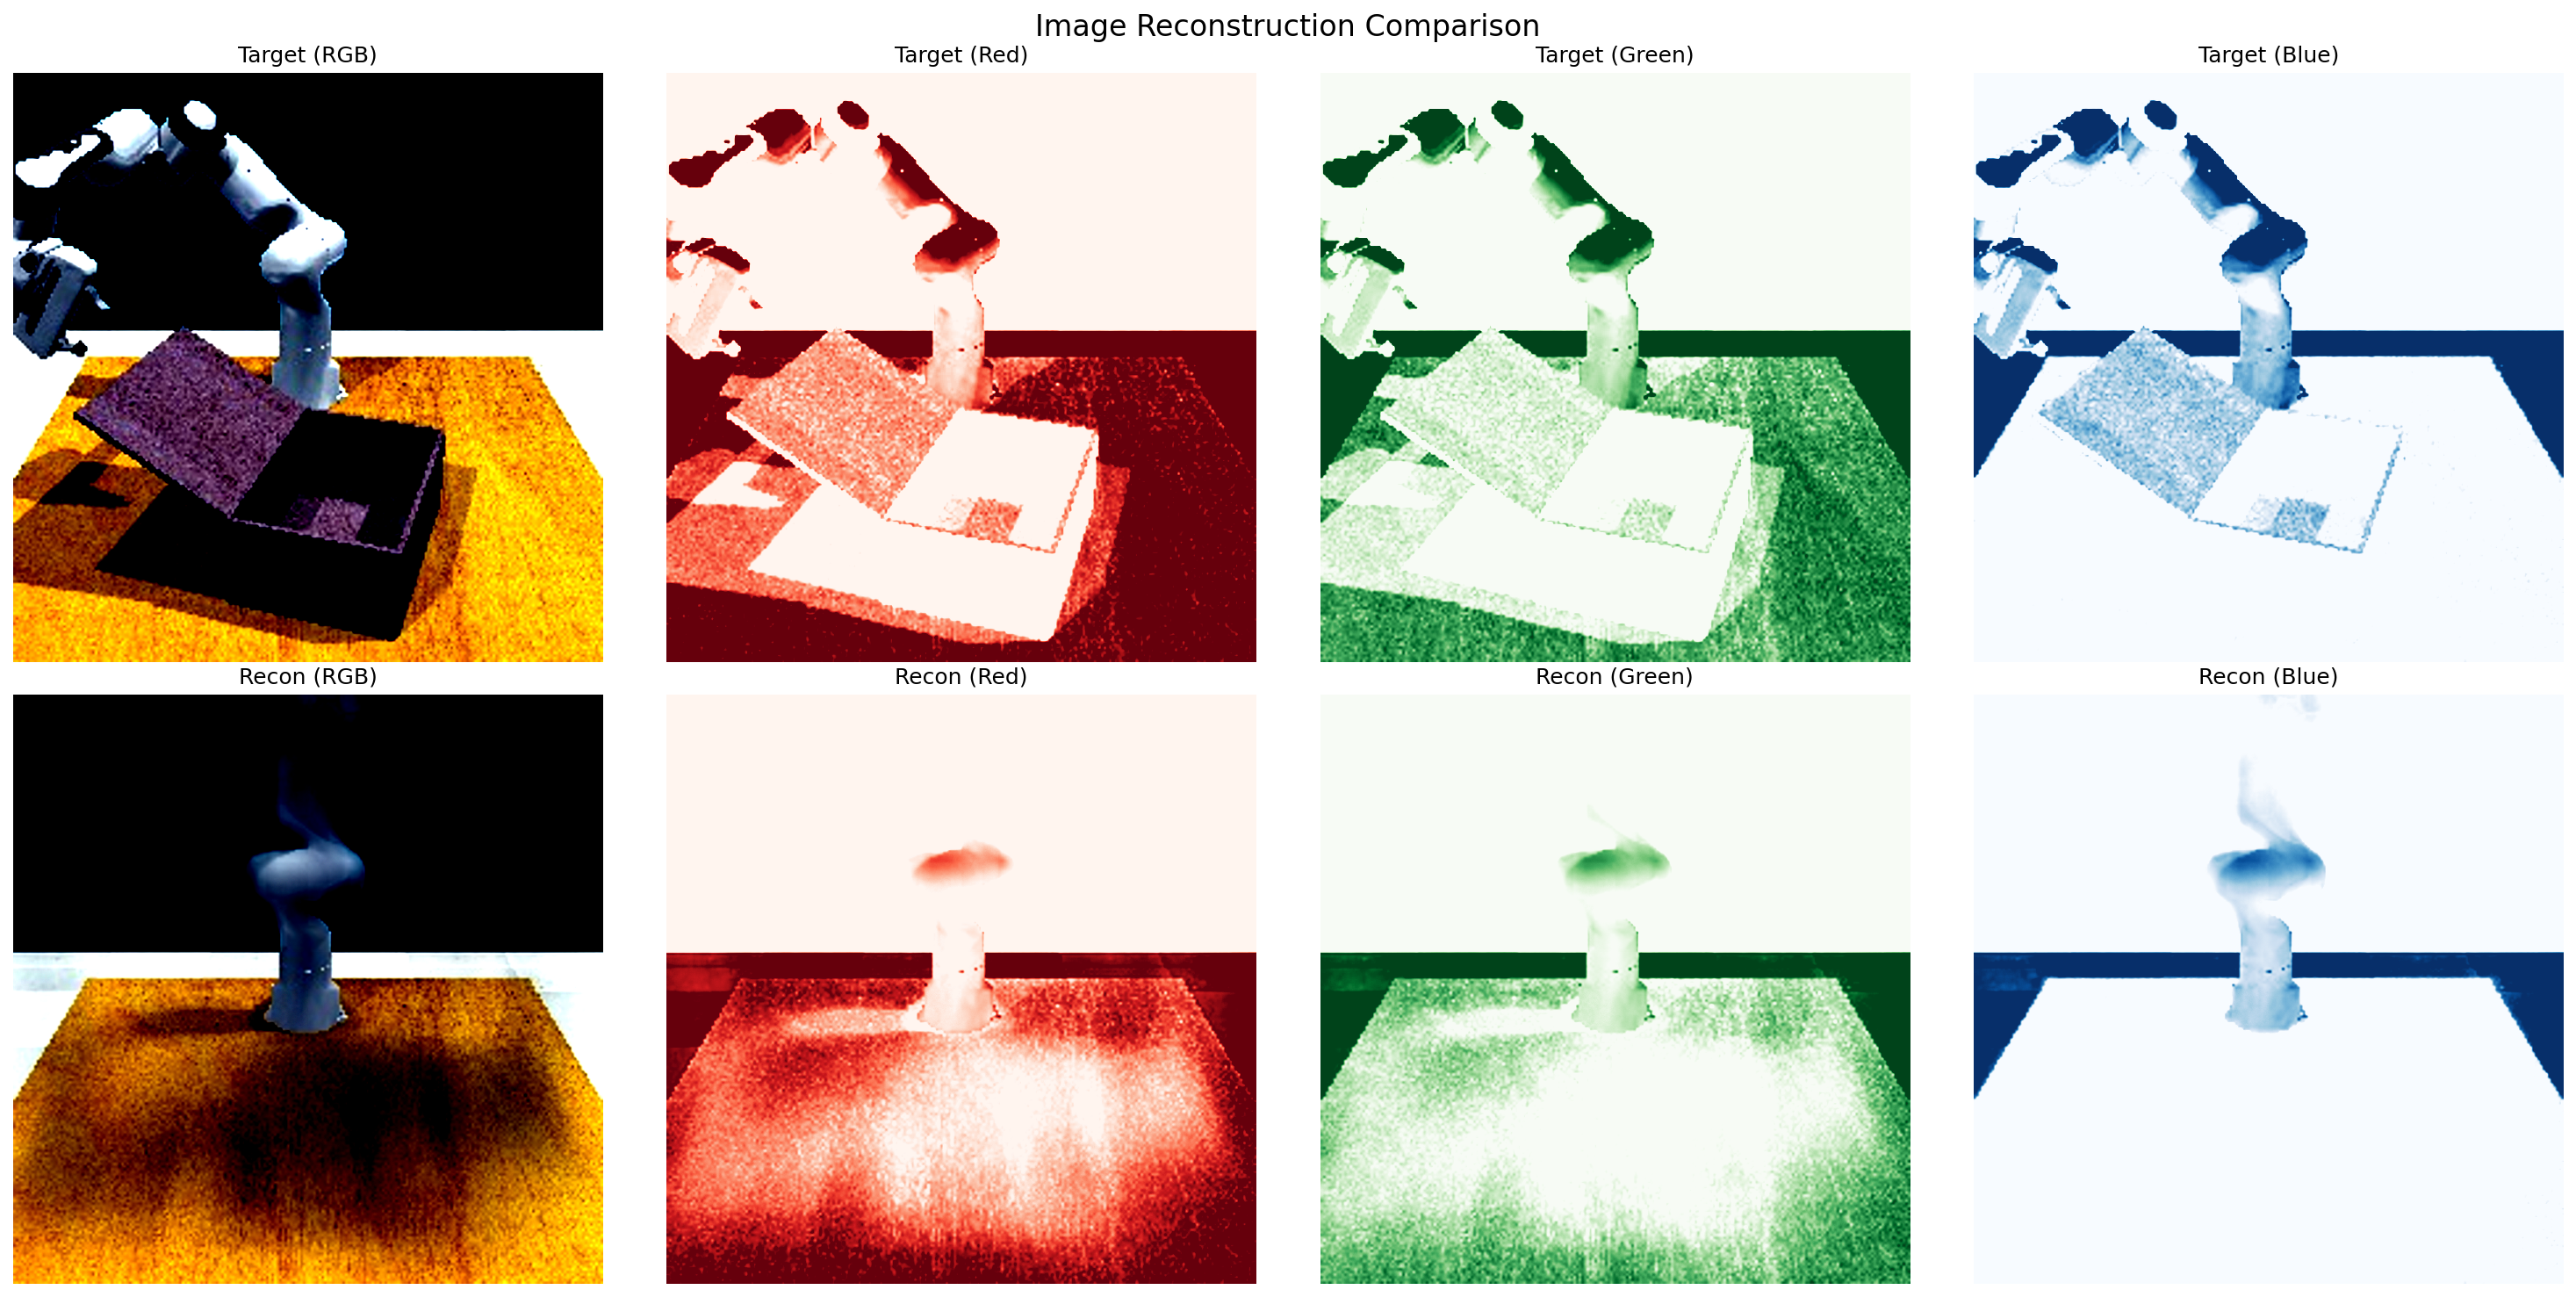 Image Reconstruction Comparison
Target (RGB)
Target (Red)
Target (Green)
Target (Blue)
Recon (RGB)
Recon (Red)
Recon (Green)
Recon (Blue)